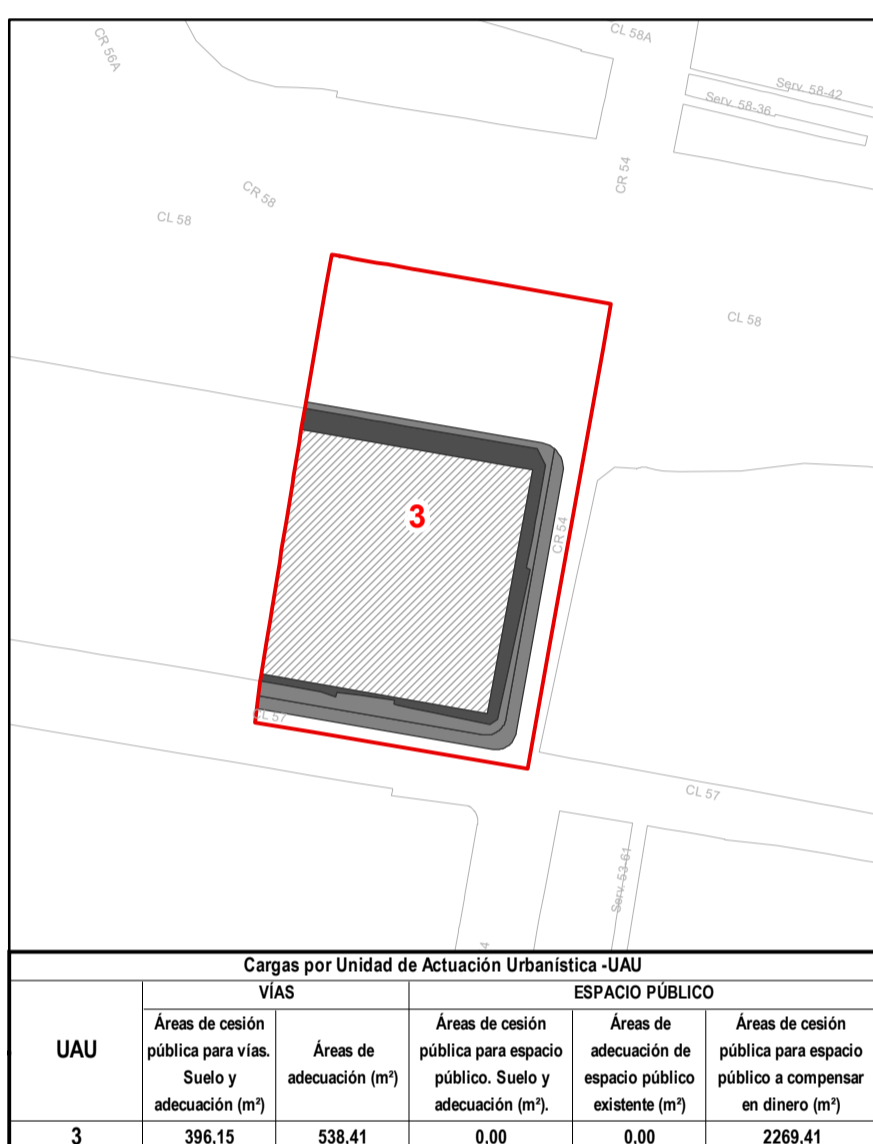 CR 56A
CL 58A
Serv. 58-42
Serv. 58-36
CR 54
CR 58
CL 58
CL 58
3
CR 54
CL 57
CL 57
Serv. 53-61
4
Cargas por Unidad de Actuación Urbanística -UAU
VÍAS
ESPACIO PÚBLICO
UAU
Áreas de cesión
pública para vías.
Suelo y
adecuación (m²)
Áreas de
adecuación (m²)
Áreas de cesión
pública para espacio
público. Suelo y
adecuación (m²).
Áreas de
adecuación de
espacio público
existente (m²)
Áreas de cesión
pública para espacio
público a compensar
en dinero (m²)
3 396,15 538,41 0,00 0,00 2269,41